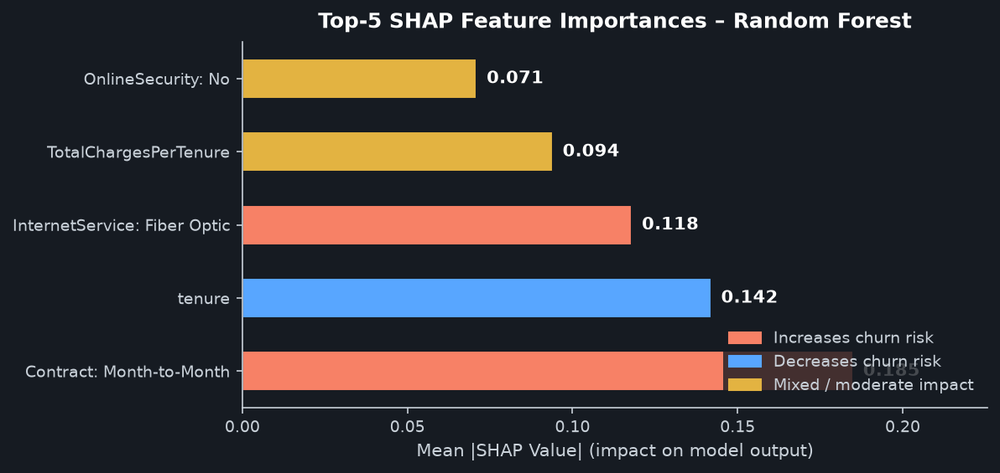 Top-5 SHAP Feature Importances – Random Forest
OnlineSecurity: No
0.071
TotalChargesPerTenure
0.094
InternetService: Fiber Optic
0.118
tenure
0.142
Contract: Month-to-Month
0.185
Increases churn risk
Decreases churn risk
Mixed / moderate impact
0.00 0.05 0.10 0.15 0.20
Mean |SHAP Value| (impact on model output)